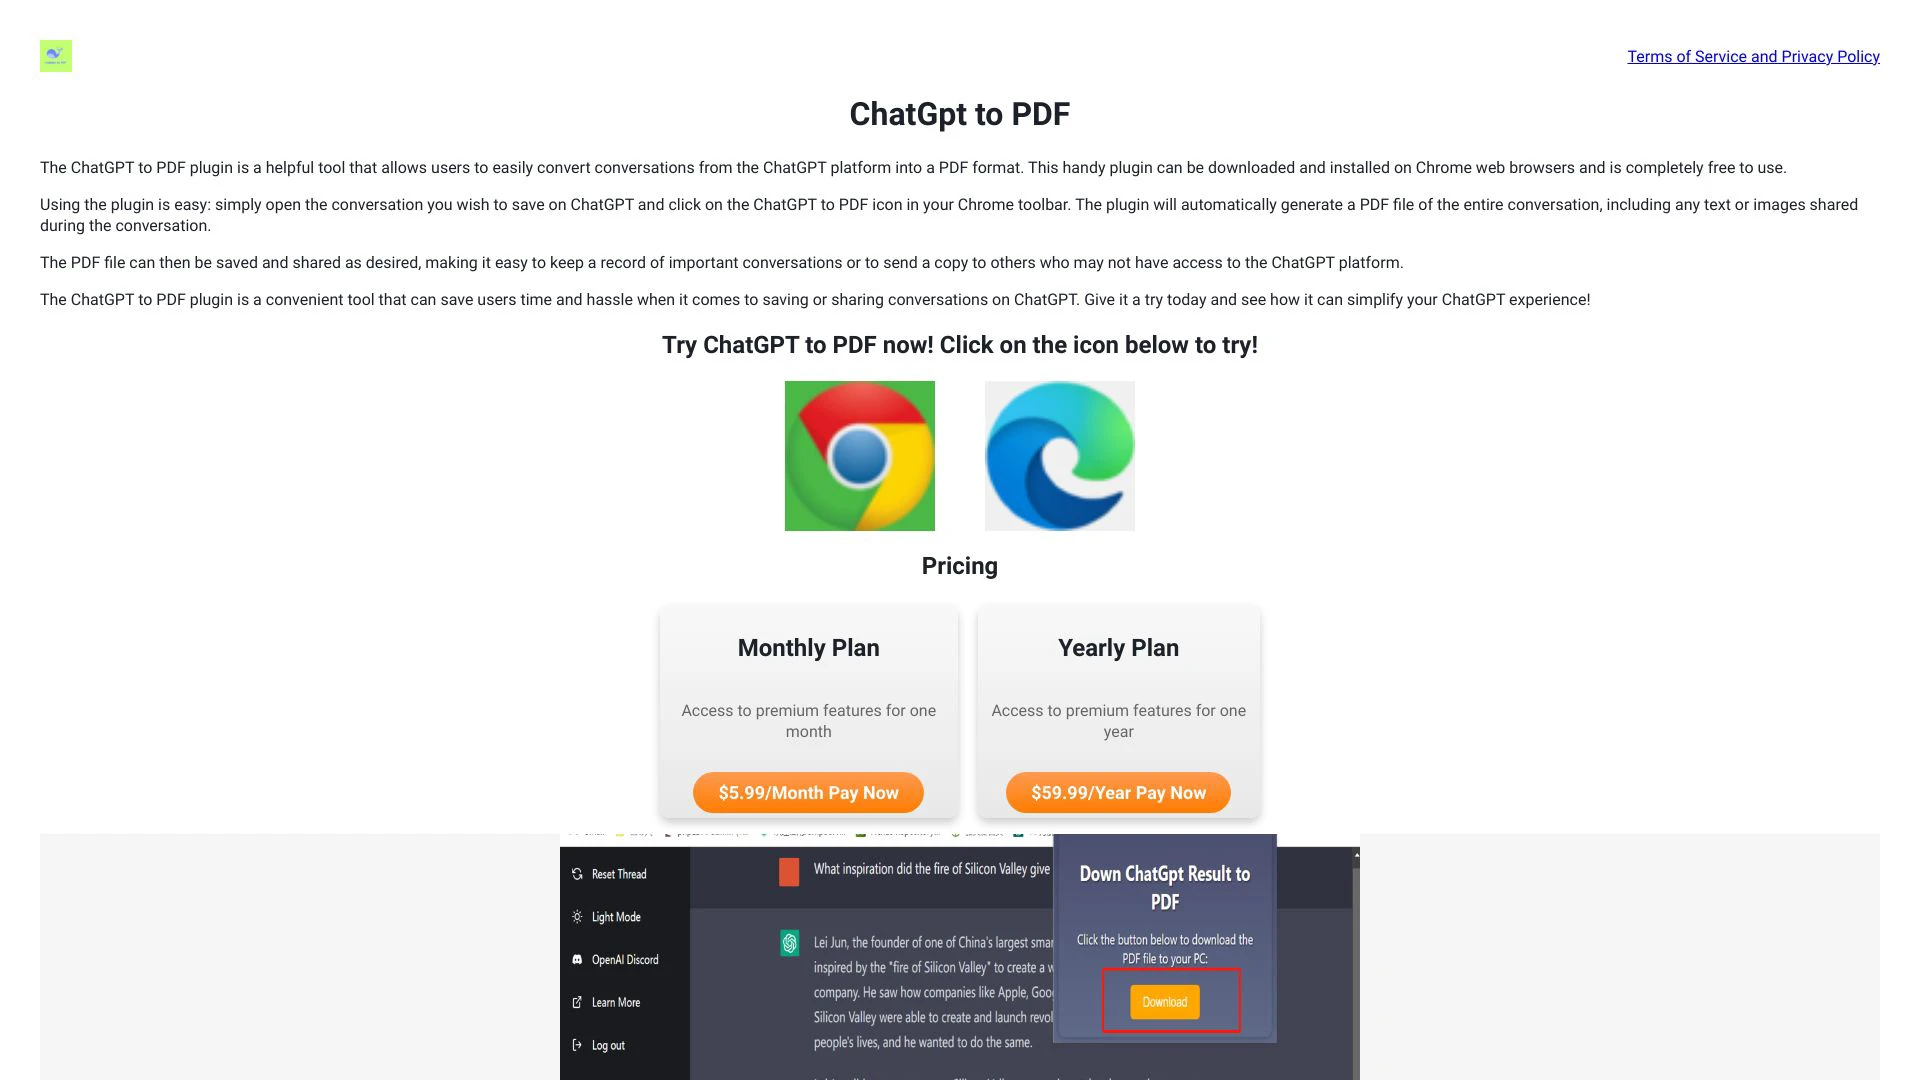 Terms of Service and Privacy Policy
ChatGpt to PDF
The ChatGPT to PDF plugin is a helpful tool that allows users to easily convert conversations from the ChatGPT platform into a PDF format. This handy plugin can be downloaded and installed on Chrome web browsers and is completely free to use.
Using the plugin is easy: simply open the conversation you wish to save on ChatGPT and click on the ChatGPT to PDF icon in your Chrome toolbar. The plugin will automatically generate a PDF file of the entire conversation, including any text or images shared
during the conversation.
The PDF file can then be saved and shared as desired, making it easy to keep a record of important conversations or to send a copy to others who may not have access to the ChatGPT platform.
The ChatGPT to PDF plugin is a convenient tool that can save users time and hassle when it comes to saving or sharing conversations on ChatGPT. Give it a try today and see how it can simplify your ChatGPT experience!
Try ChatGPT to PDF now! Click on the icon below to try!
Pricing
Monthly Plan
Access to premium features for one
month
$5.99/Month Pay Now
Yearly Plan
Access to premium features for one
year
$59.99/Year Pay Now
Reset Thread
Light Mode
OpenAI Discord
Learn More
Log out
What inspiration did the fire of Silicon Valley give
Lei Jun, the founder of one of China's largest smar
inspired by the "fire of Silicon Valley" to create a w
company. He saw how companies like Apple, Goog
Silicon Valley were able to create and launch revol
people's lives, and he wanted to do the same.
Down ChatGpt Result to
PDF
Click the button below to download the
PDF file to your PC:
Download